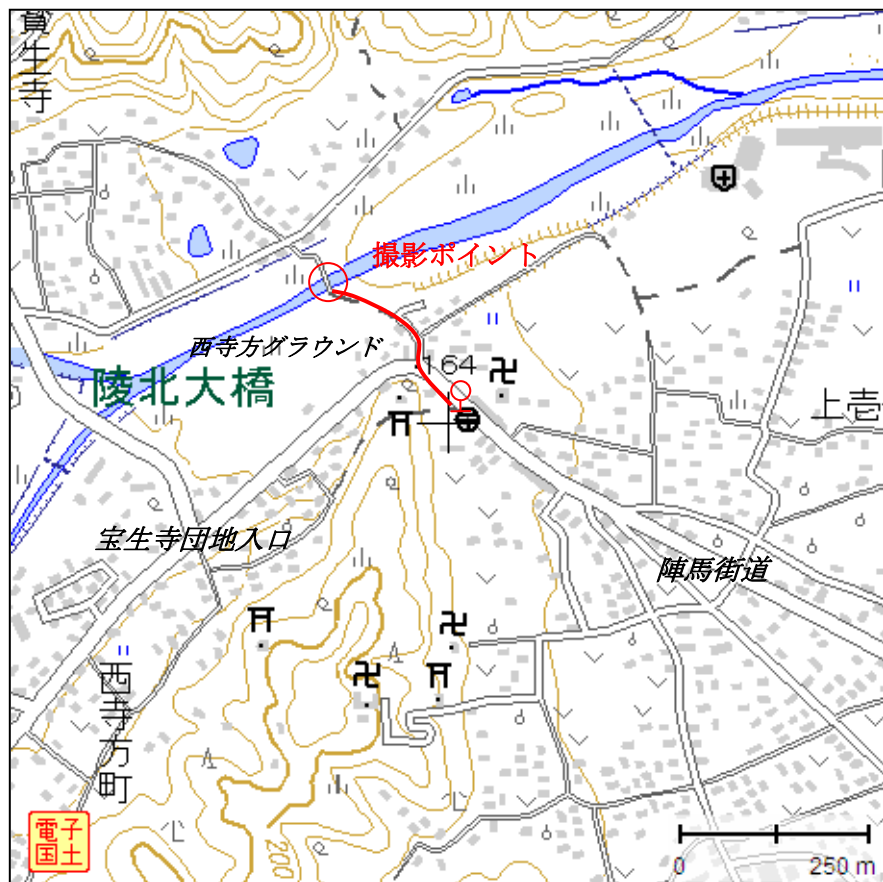 寳生寺
撮影ポイント
西寺方グラウンド
164
陵北大橋
上壱
宝生寺団地入口
陣馬街道
西寺方町
200
電子国土
0
250 m